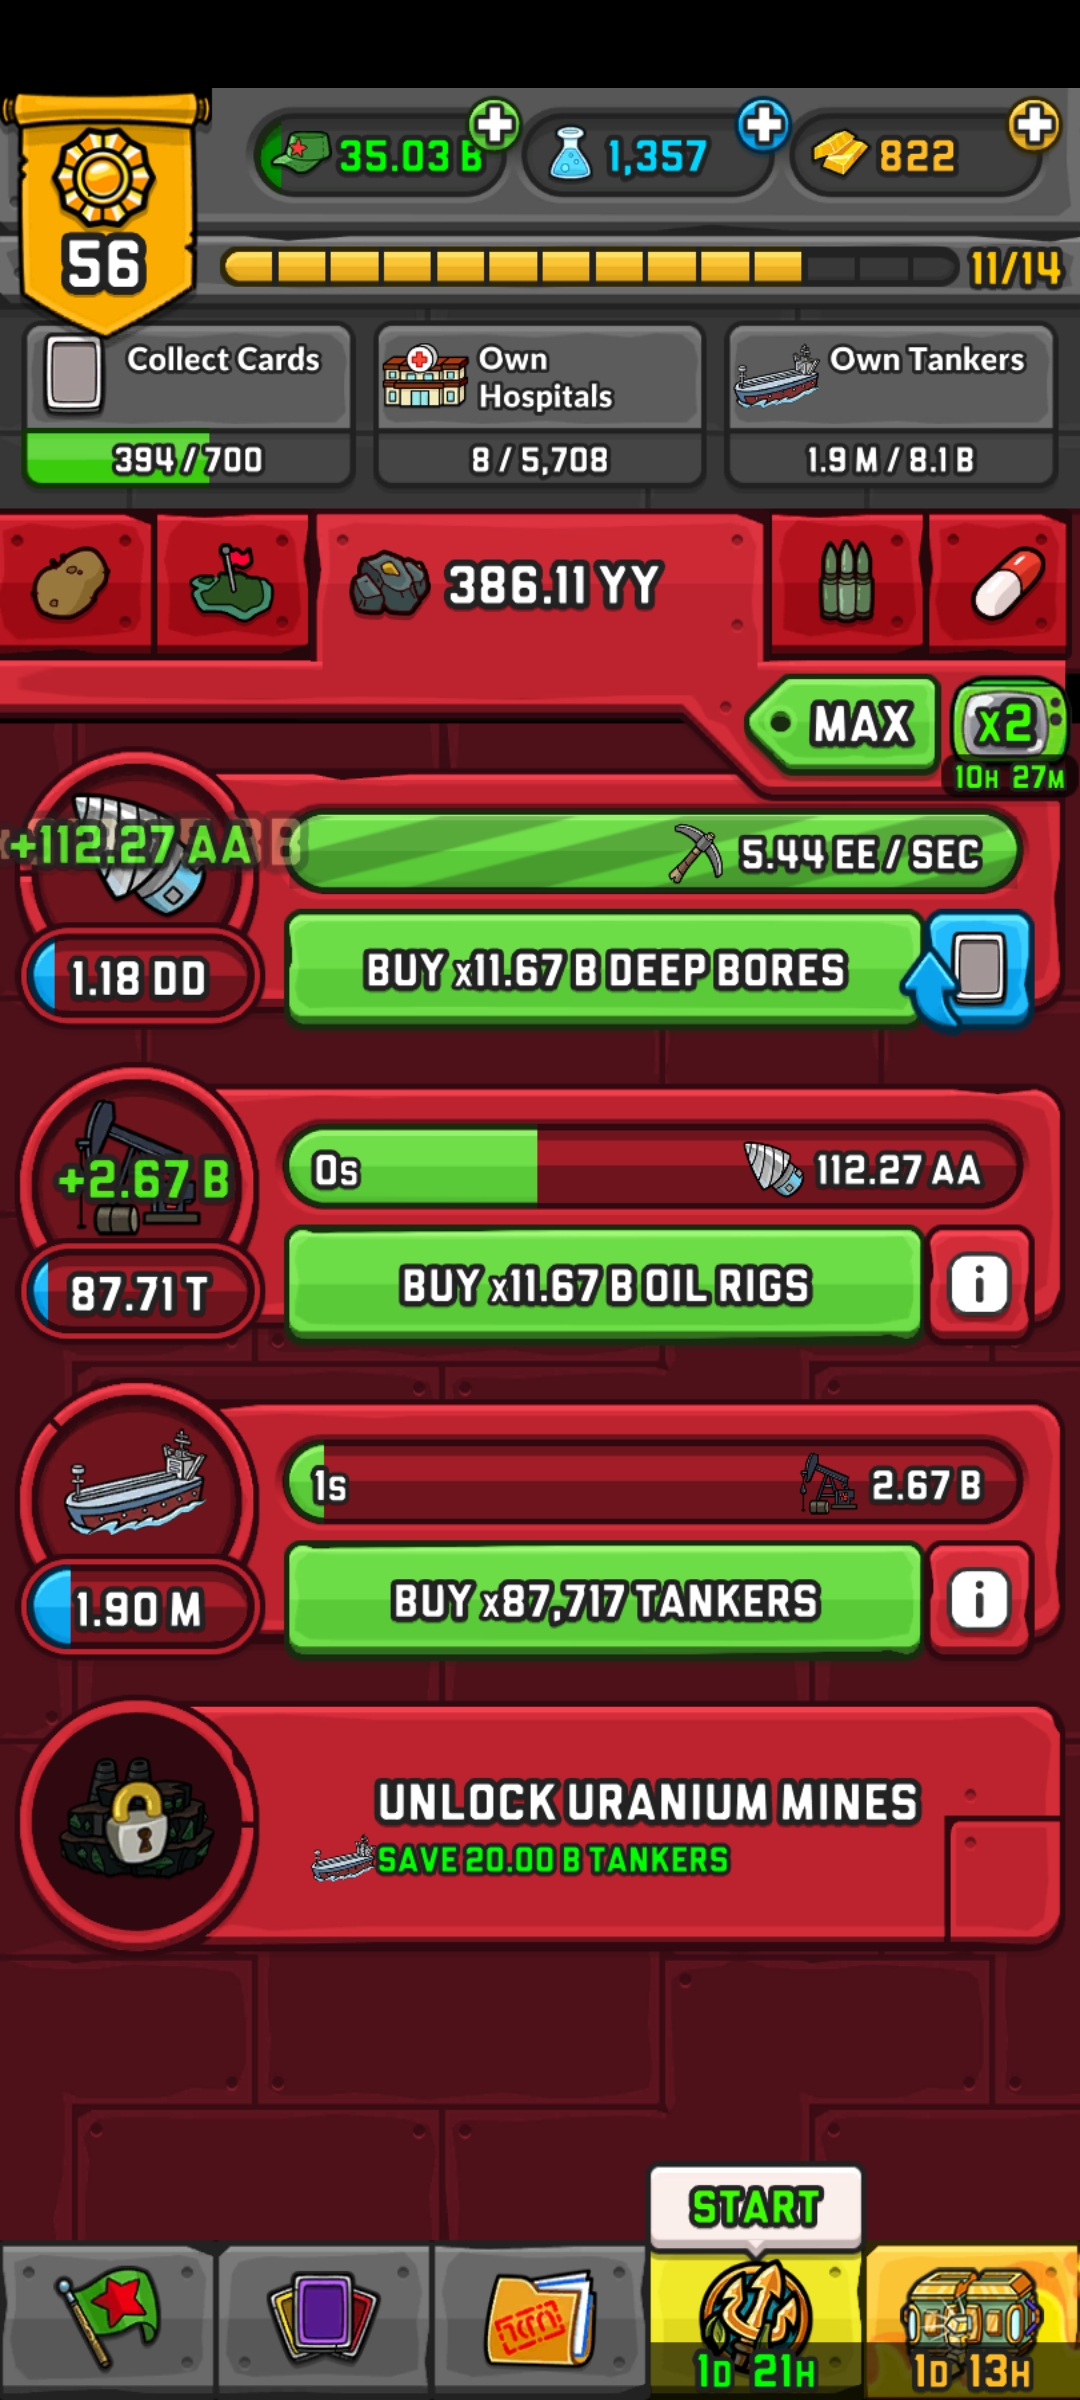 56
35.03 B
1,357
822
11/14
Collect Cards
394/700
Own
Hospitals
8/5,708
Own Tankers
1.9 M / 8.1 B
386.11 YY
MAX
x2
10H 27M
+112.27 AA
B
5.44 EE / SEC
1.18 DD
BUY x11.67 B DEEP BORES
+2.67 B
0s
112.27 AA
87.71 T
BUY x11.67 B OIL RIGS
i
1s
2.67 B
1.90 M
BUY x87,717 TANKERS
i
UNLOCK URANIUM MINES
SAVE 20.00 B TANKERS
START
1D 21H
1D 13H